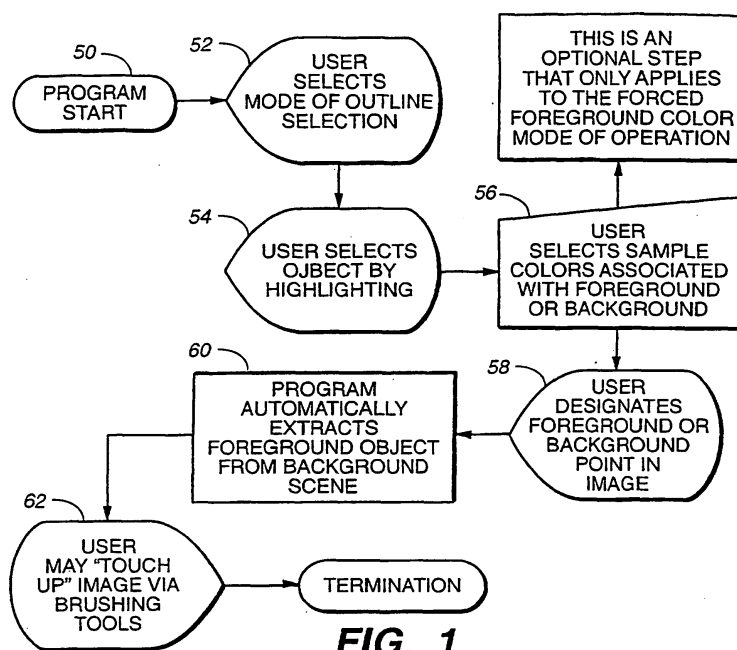 50
PROGRAM
START
52
USER
SELECTS
MODE OF OUTLINE
SELECTION
THIS IS AN
OPTIONAL STEP
THAT ONLY APPLIES
TO THE FORCED
FOREGROUND COLOR
MODE OF OPERATION
54
USER SELECTS
OJBECT BY
HIGHLIGHTING
56
USER
SELECTS SAMPLE
COLORS ASSOCIATED
WITH FOREGROUND
OR BACKGROUND
58
USER
DESIGNATES
FOREGROUND OR
BACKGROUND
POINT IN
IMAGE
60
PROGRAM
AUTOMATICALLY
EXTRACTS
FOREGROUND OBJECT
FROM BACKGROUND
SCENE
62
USER
MAY "TOUCH
UP" IMAGE VIA
BRUSHING
TOOLS
TERMINATION
FIG. 1